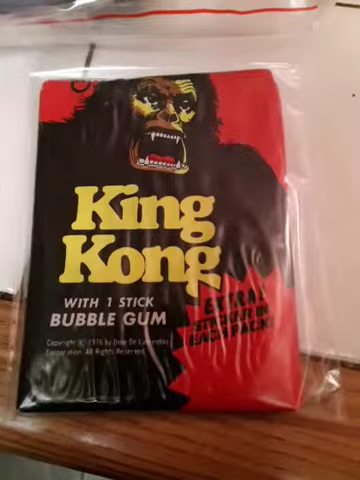 King
Kong
WITH 1 STICK
BUBBLE GUM
EXTRA!
STICKER IN
EACH PACK!
Copyright © 1976 by Dino De Laurentiis
Corporation. All Rights Reserved.